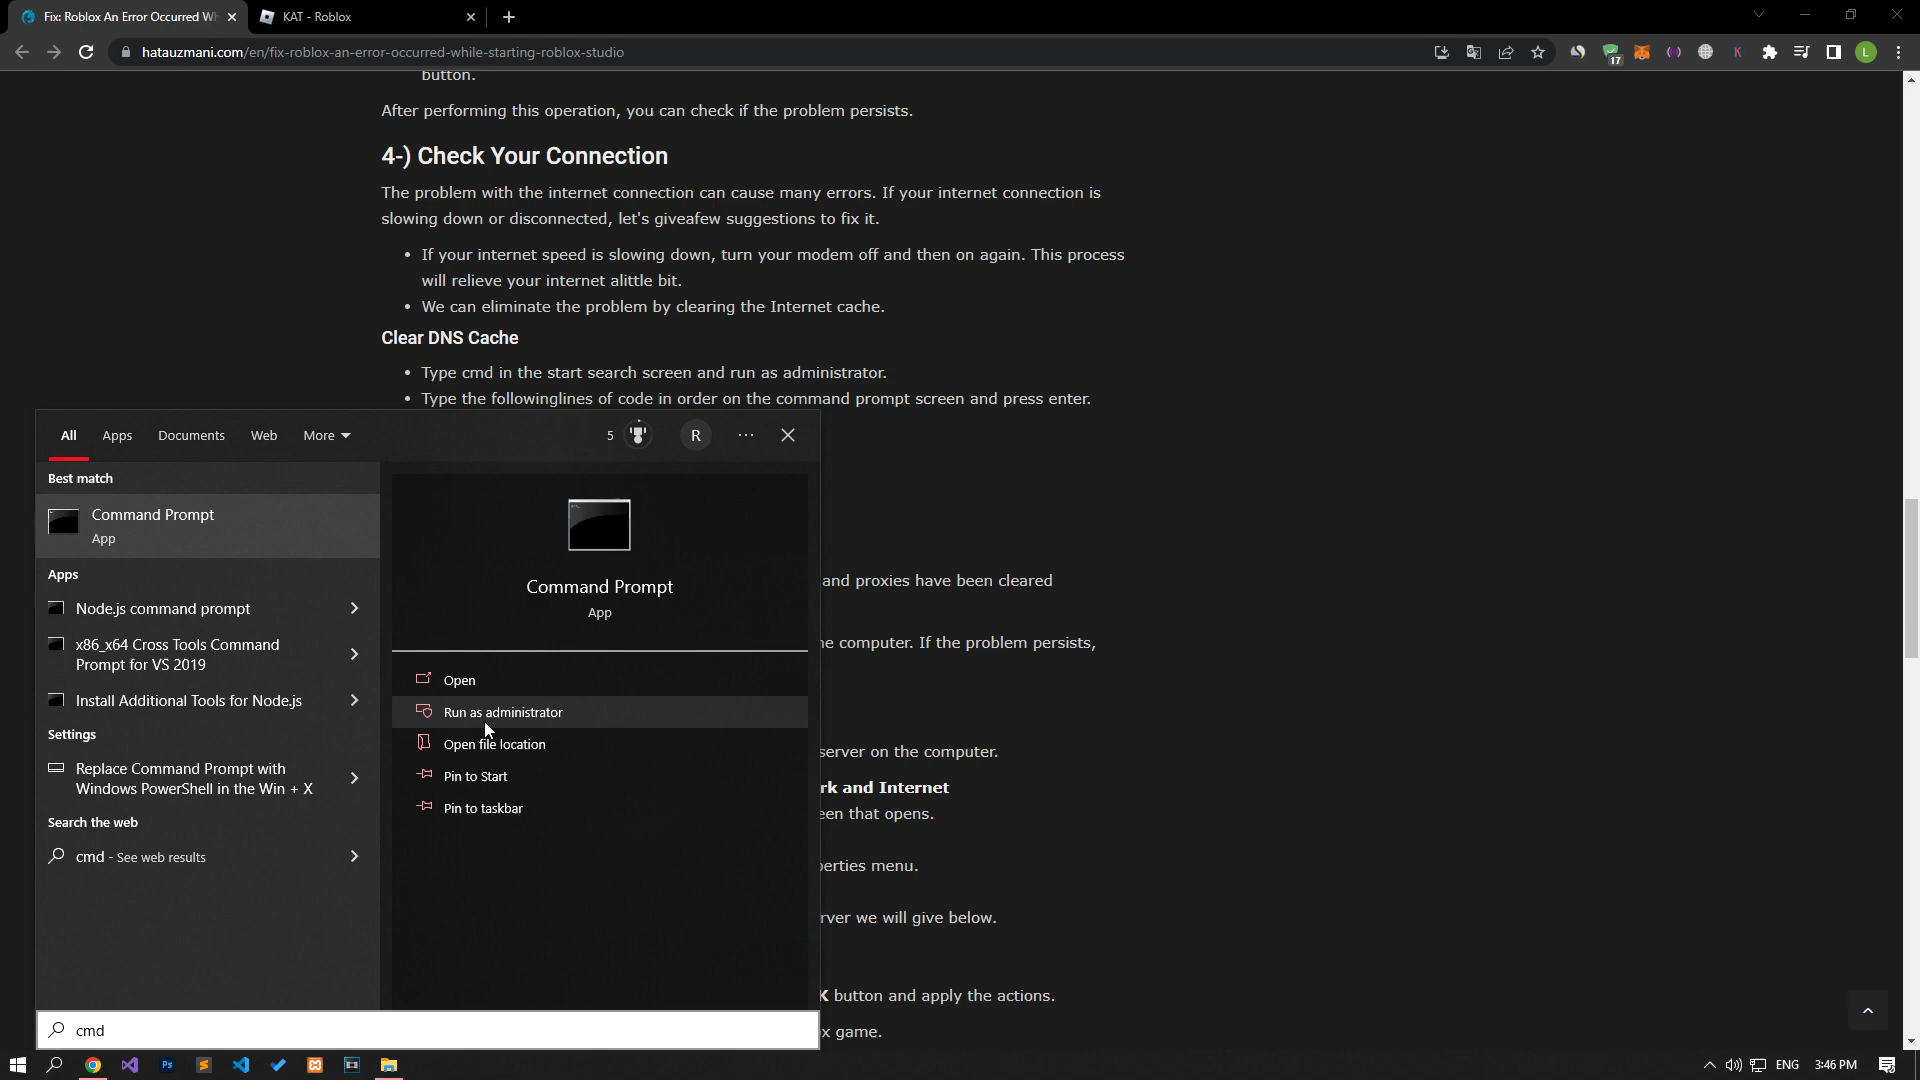 Fix: Roblox An Error Occurred Wh
KAT - Roblox
hatauzmani.com/en/fix-roblox-an-error-occurred-while-starting-roblox-studio
17
K
L
button.
After performing this operation, you can check if the problem persists.
4-) Check Your Connection
The problem with the internet connection can cause many errors. If your internet connection is
slowing down or disconnected, let's giveafew suggestions to fix it.
• If your internet speed is slowing down, turn your modem off and then on again. This process
will relieve your internet alittle bit.
• We can eliminate the problem by clearing the Internet cache.
Clear DNS Cache
• Type cmd in the start search screen and run as administrator.
• Type the followinglines of code in order on the command prompt screen and press enter.
All Apps Documents Web More 5 R ...
Best match
Command Prompt
App
Apps
Node.js command prompt
x86_x64 Cross Tools Command
Prompt for VS 2019
Install Additional Tools for Node.js
Settings
Replace Command Prompt with
Windows PowerShell in the Win + X
Search the web
cmd - See web results
Command Prompt
App
Open
Run as administrator
Open file location
Pin to Start
Pin to taskbar
and proxies have been cleared
he computer. If the problem persists,
server on the computer.
rk and Internet
een that opens.
perties menu.
rver we will give below.
K button and apply the actions.
x game.
cmd
Ps
ENG
3:46 PM